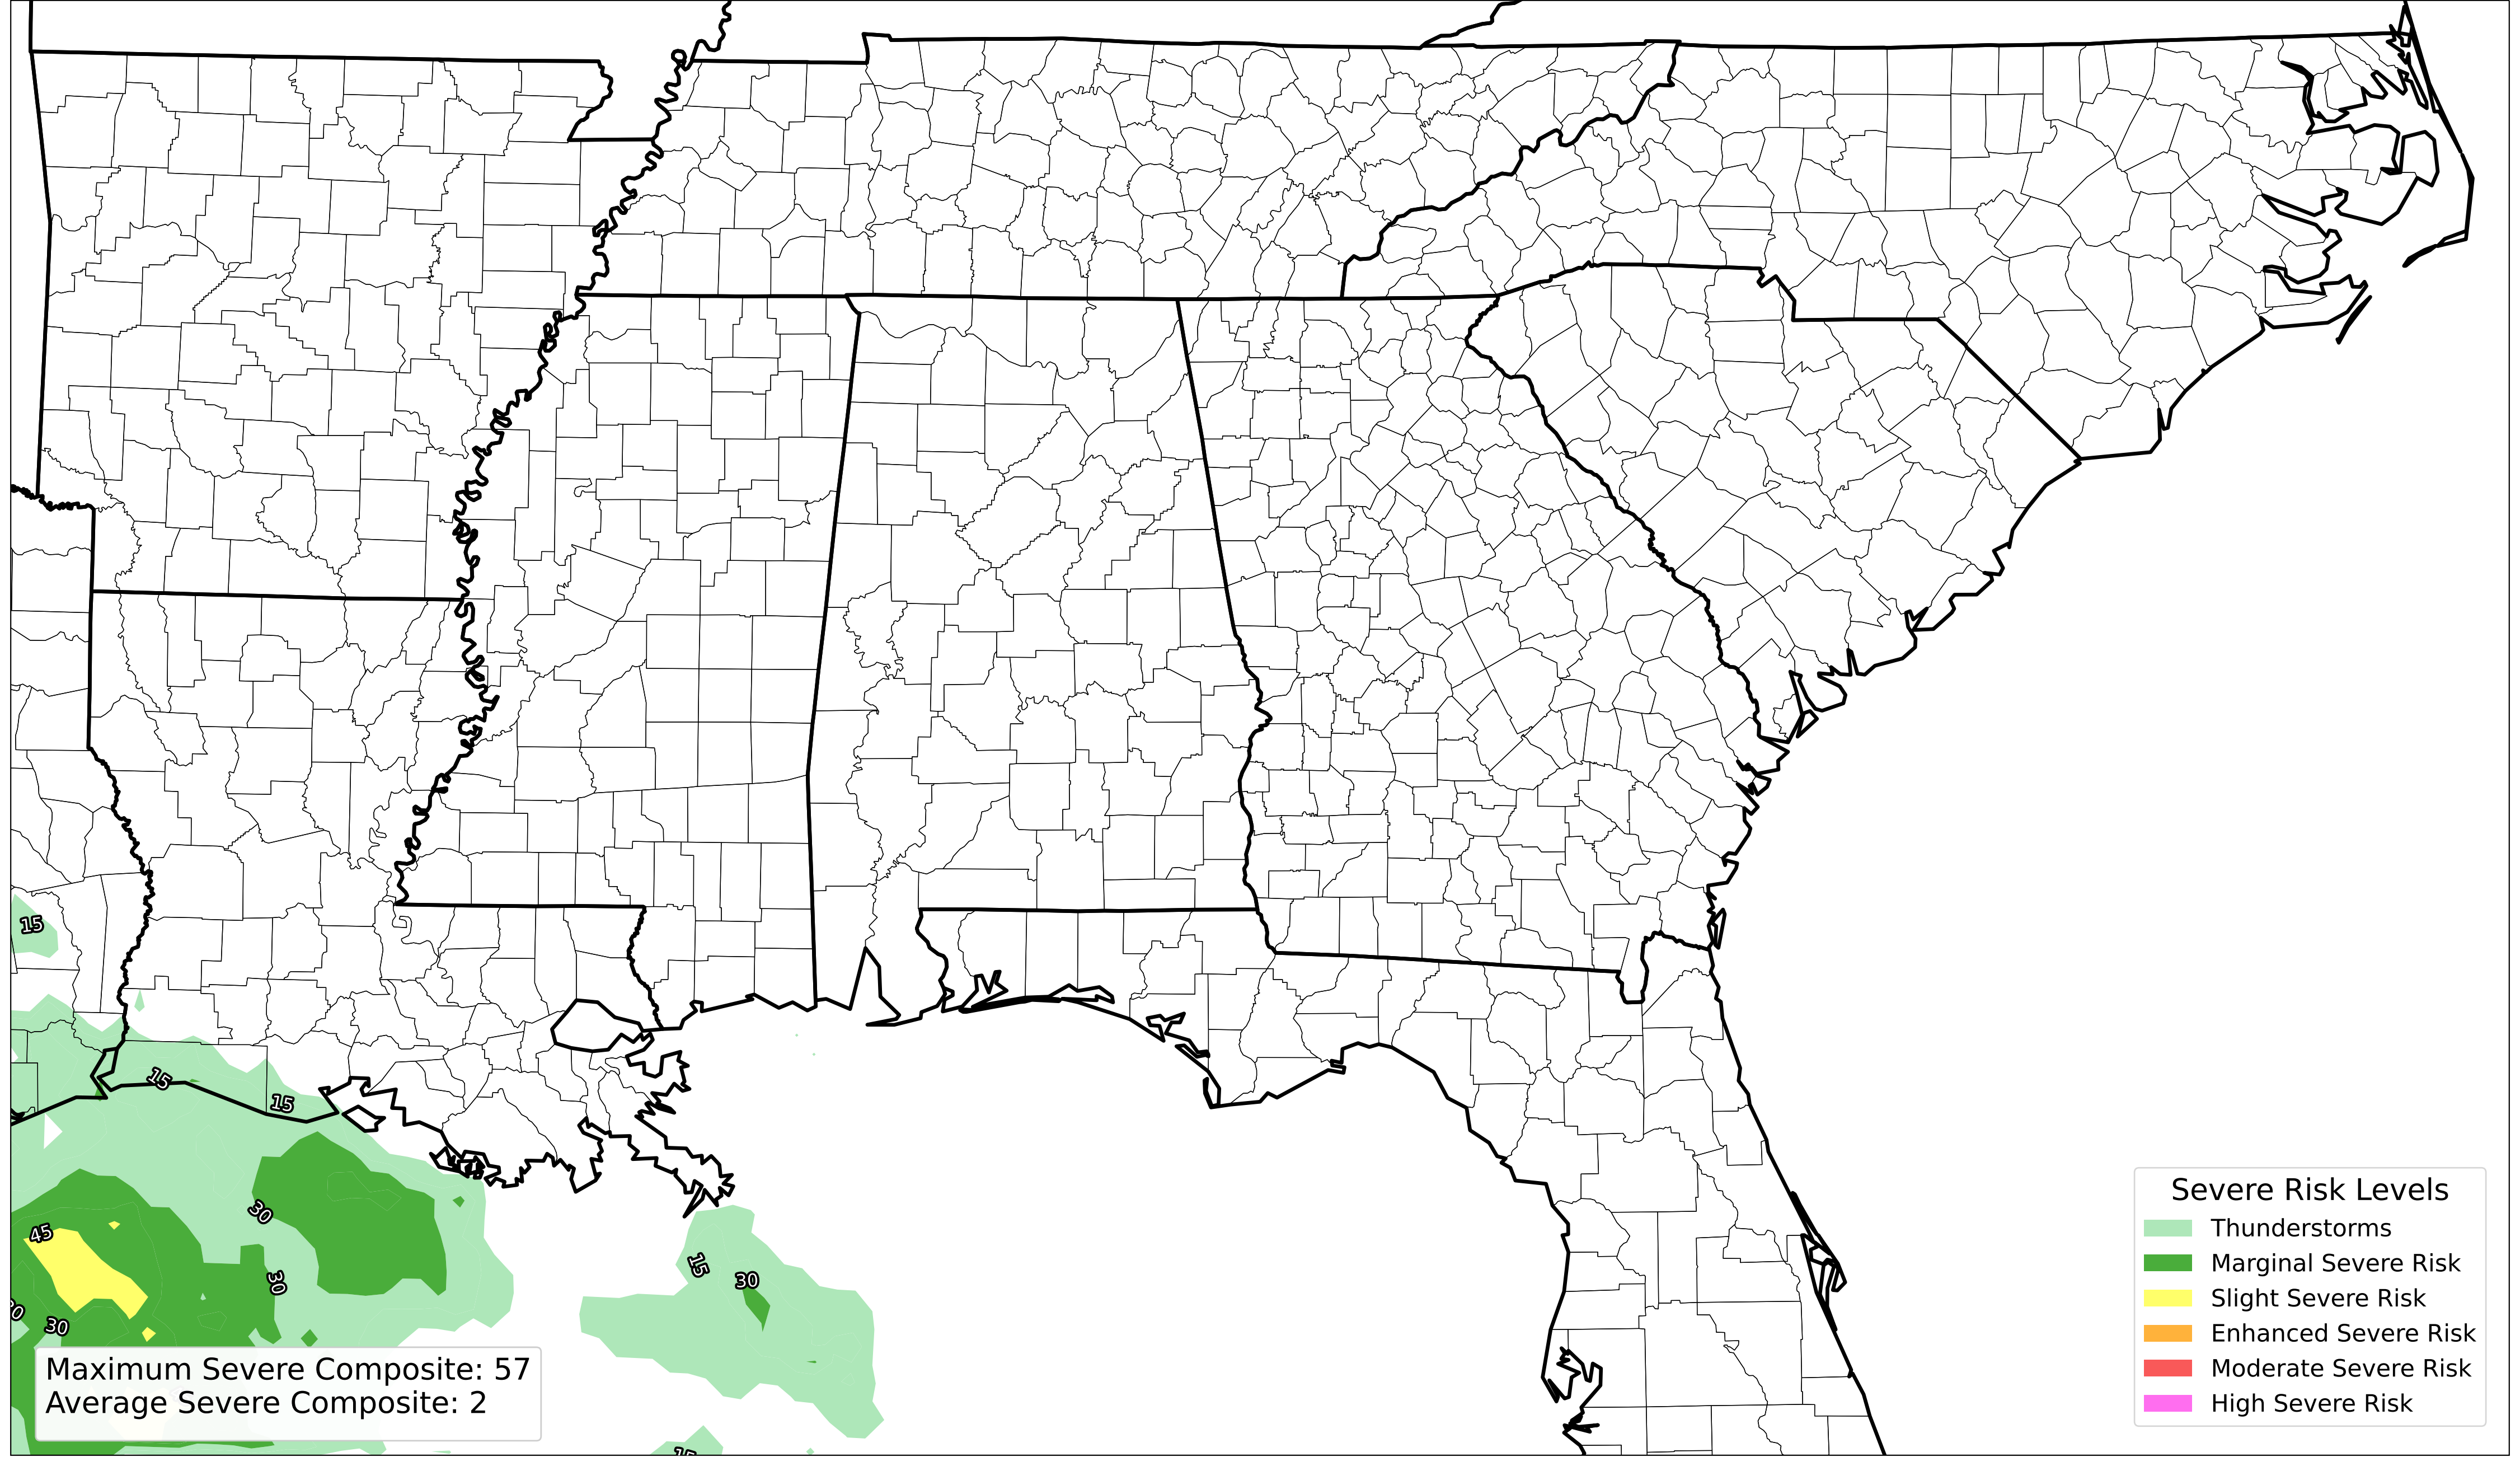 15
15
15
30
45
30
30
15
30
Maximum Severe Composite: 57
Average Severe Composite: 2
Severe Risk Levels
Thunderstorms
Marginal Severe Risk
Slight Severe Risk
Enhanced Severe Risk
Moderate Severe Risk
High Severe Risk